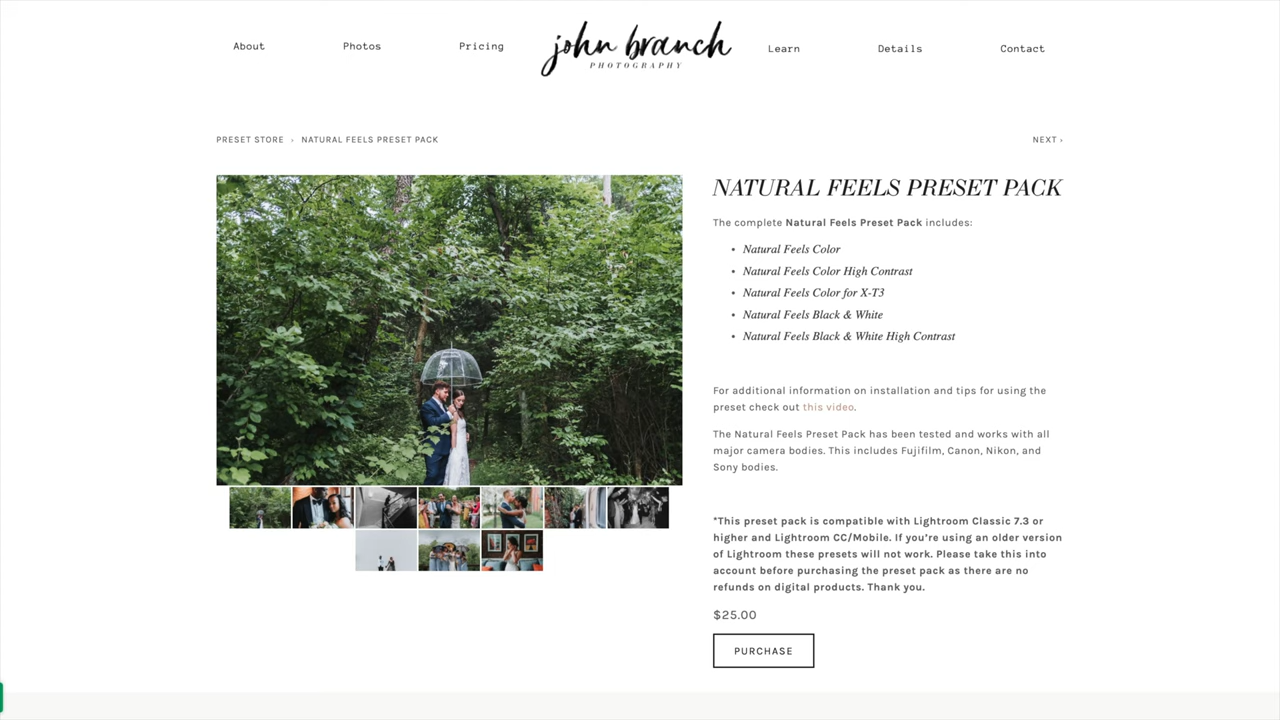 About
Photos
Pricing
john branch
PHOTOGRAPHY
Learn
Details
Contact
PRESET STORE › NATURAL FEELS PRESET PACK
NEXT ›
NATURAL FEELS PRESET PACK
The complete Natural Feels Preset Pack includes:
• Natural Feels Color
• Natural Feels Color High Contrast
• Natural Feels Color for X-T3
• Natural Feels Black & White
• Natural Feels Black & White High Contrast
For additional information on installation and tips for using the
preset check out this video.
The Natural Feels Preset Pack has been tested and works with all
major camera bodies. This includes Fujifilm, Canon, Nikon, and
Sony bodies.
*This preset pack is compatible with Lightroom Classic 7.3 or
higher and Lightroom CC/Mobile. If you're using an older version
of Lightroom these presets will not work. Please take this into
account before purchasing the preset pack as there are no
refunds on digital products. Thank you.
$25.00
PURCHASE